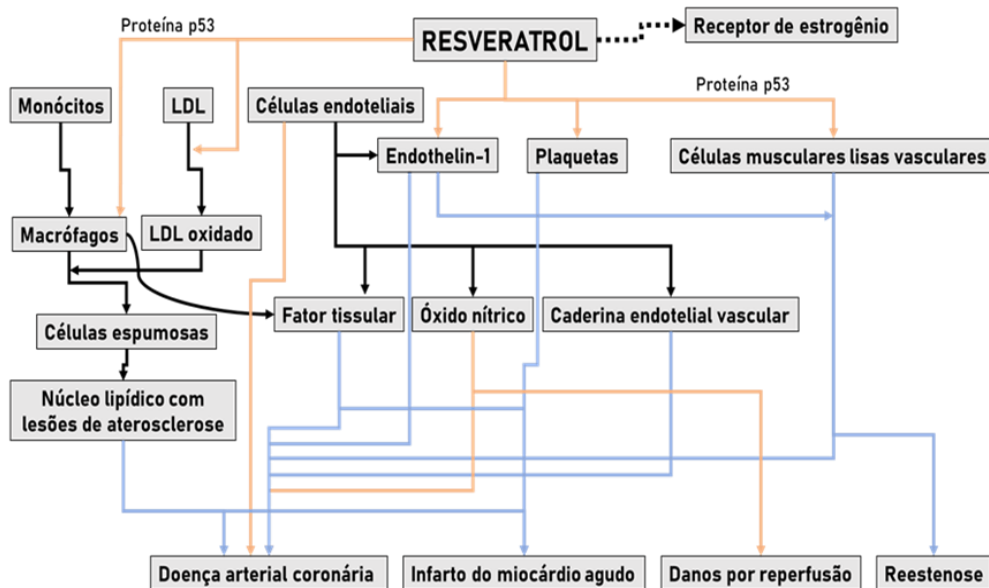 Proteína p53
RESVERATROL
Receptor de estrogênio
Proteína p53
Monócitos
LDL
Células endoteliais
Endothelin-1
Plaquetas
Células musculares lisas vasculares
Macrófagos
LDL oxidado
Fator tissular
Óxido nítrico
Caderina endotelial vascular
Células espumosas
Núcleo lipídico com
lesões de aterosclerose
Doença arterial coronária
Infarto do miocárdio agudo
Danos por reperfusão
Reestenose